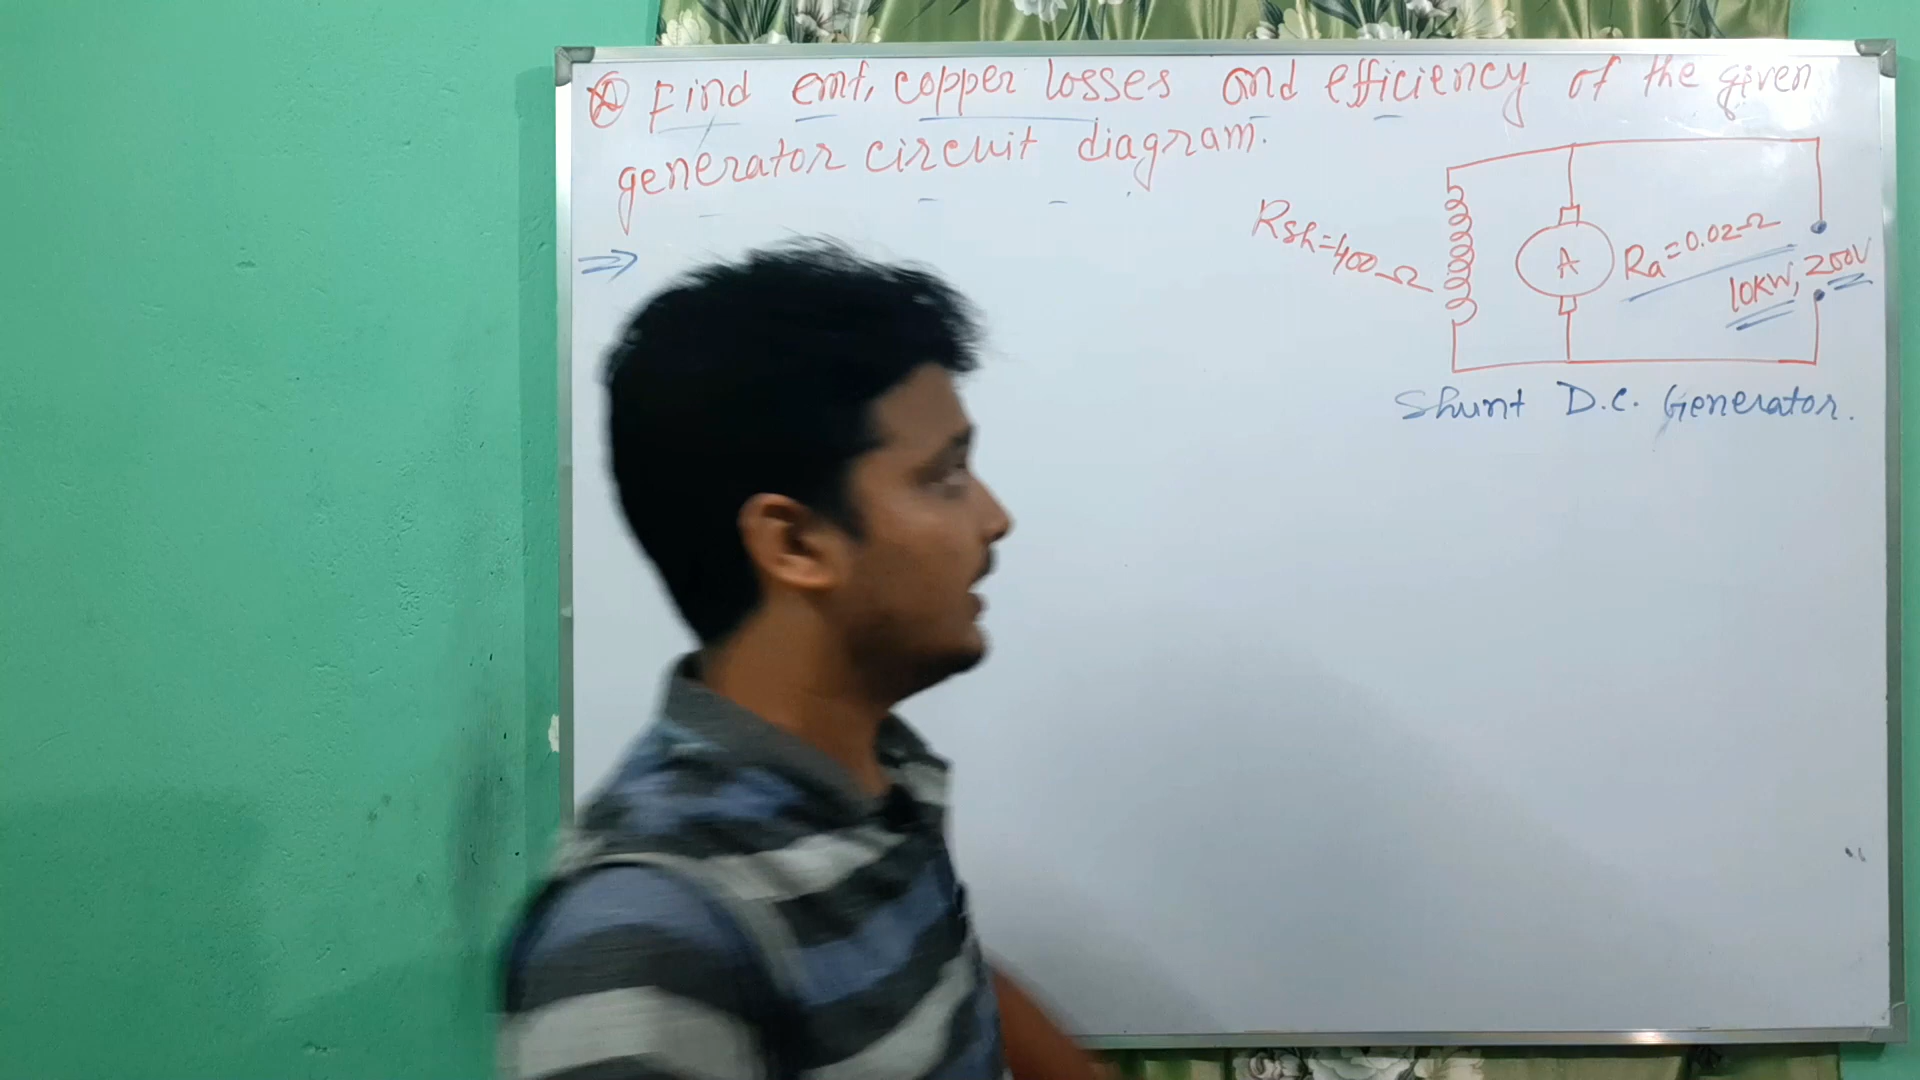 Find emf, copper losses and efficiency of the given
generator circuit diagram.
⇒
Rsh=400Ω
A
Ra=0.02Ω
10KW, 200V
Shunt D.C. Generator.